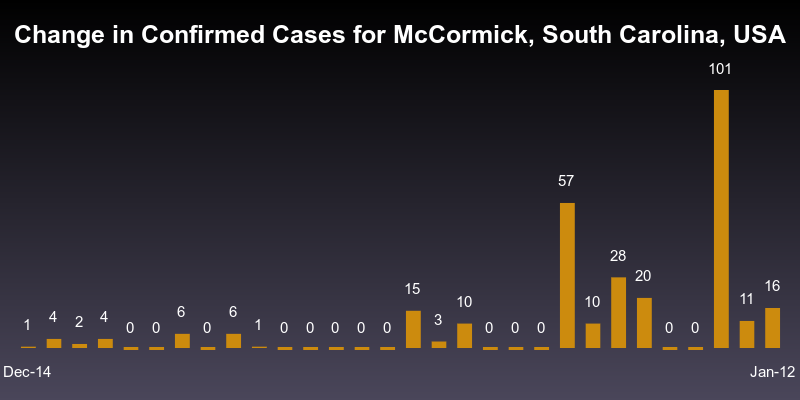 Change in Confirmed Cases for McCormick, South Carolina, USA
1 4 2 4 0 0 6 0 6 1 0 0 0 0 0 15 3 10 0 0 0 57 10 28 20 0 0 101 11 16
Dec-14 Jan-12